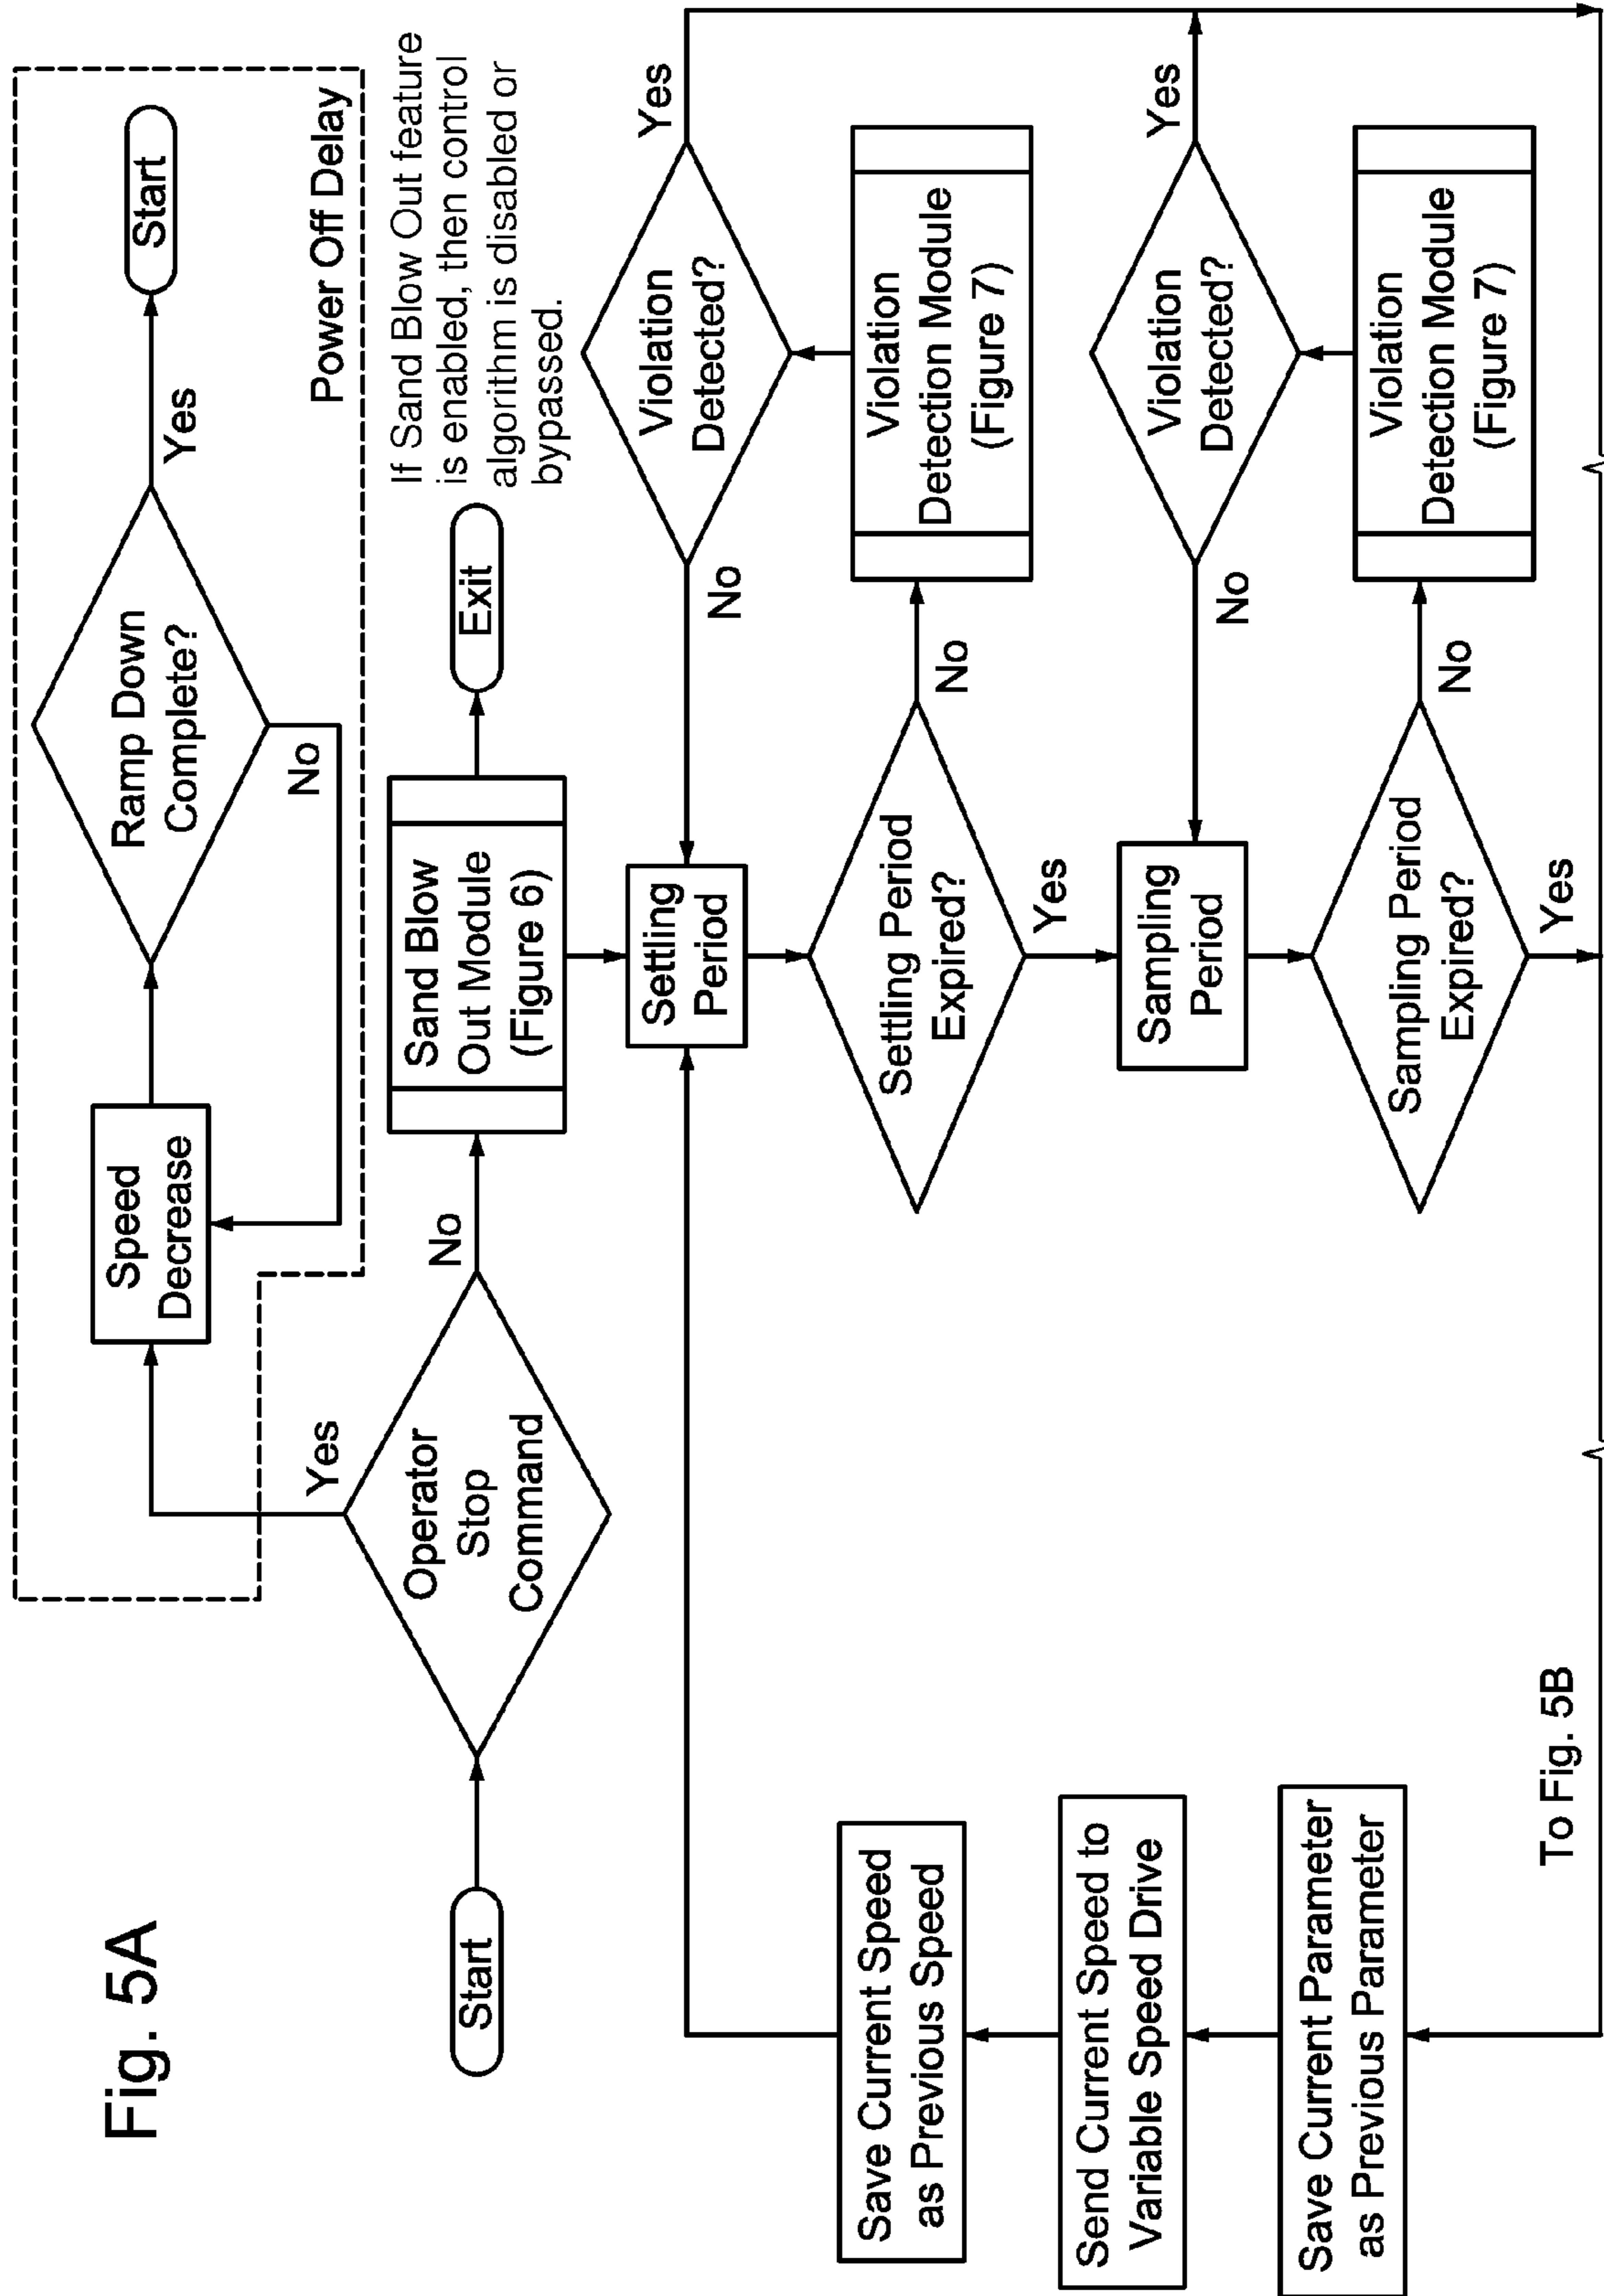 Fig. 5A
Start
Operator
Stop
Command
Yes
No
Speed
Decrease
Ramp Down
Complete?
No
Yes
Start
Power Off Delay
Sand Blow
Out Module
(Figure 6)
Exit
If Sand Blow Out feature
is enabled, then control
algorithm is disabled or
bypassed.
Settling
Period
Settling Period
Expired?
No
Yes
Violation
Detection Module
(Figure 7)
Violation
Detected?
No
Yes
Sampling
Period
Sampling Period
Expired?
No
Yes
Violation
Detection Module
(Figure 7)
Violation
Detected?
No
Yes
Save Current Speed
as Previous Speed
Send Current Speed to
Variable Speed Drive
Save Current Parameter
as Previous Parameter
To Fig. 5B